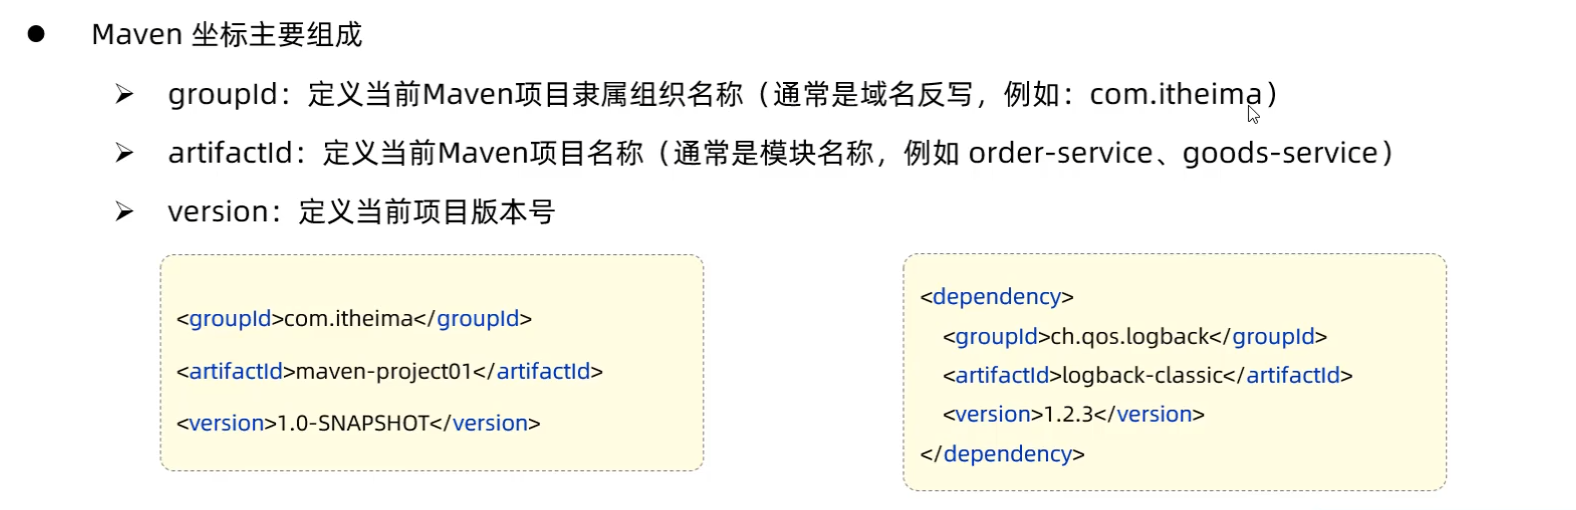 Maven 坐标主要组成
groupId：定义当前Maven项目隶属组织名称（通常是域名反写，例如：com.itheima）
artifactId：定义当前Maven项目名称（通常是模块名称，例如 order-service、goods-service）
version：定义当前项目版本号
<groupId>com.itheima</groupId>
<artifactId>maven-project01</artifactId>
<version>1.0-SNAPSHOT</version>
<dependency>
<groupId>ch.qos.logback</groupId>
<artifactId>logback-classic</artifactId>
<version>1.2.3</version>
</dependency>